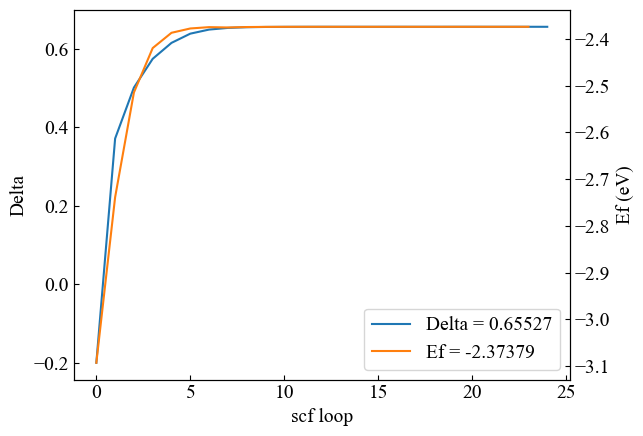 0.6
0.4
0.2
0.0
−0.2
Delta
−2.4
−2.5
−2.6
−2.7
−2.8
−2.9
−3.0
−3.1
Ef (eV)
Delta = 0.65527
Ef = -2.37379
0 5 10 15 20 25
scf loop